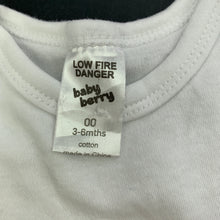 LOW FIRE
DANGER
baby
berry
00
3-6mths
cotton
made in China